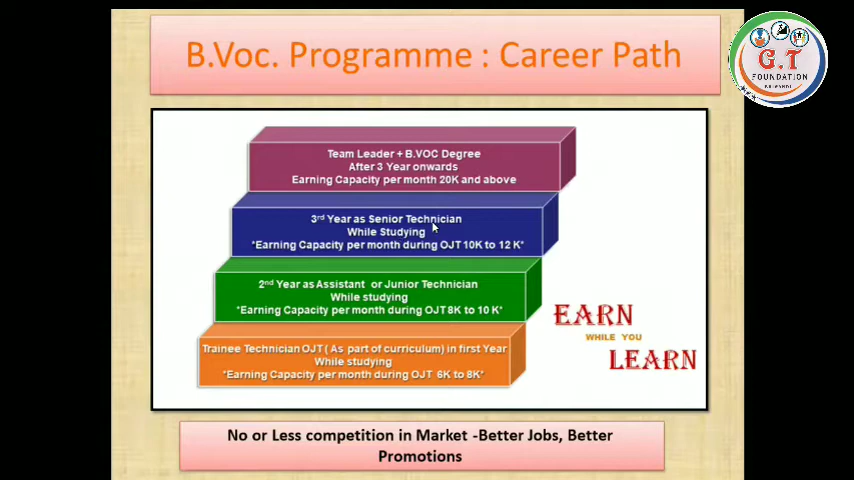 B.Voc. Programme : Career Path
G.T
FOUNDATION
Team Leader + B.VOC Degree
After 3 Year onwards
Earning Capacity per month 20K and above
3rd Year as Senior Technician
While Studying
*Earning Capacity per month during OJT 10K to 12 K*
2nd Year as Assistant or Junior Technician
While studying
*Earning Capacity per month during OJT 8K to 10 K*
Trainee Technician OJT ( As part of curriculum) in first Year
While studying
*Earning Capacity per month during OJT 6K to 8K*
EARN
WHILE YOU
LEARN
No or Less competition in Market -Better Jobs, Better
Promotions